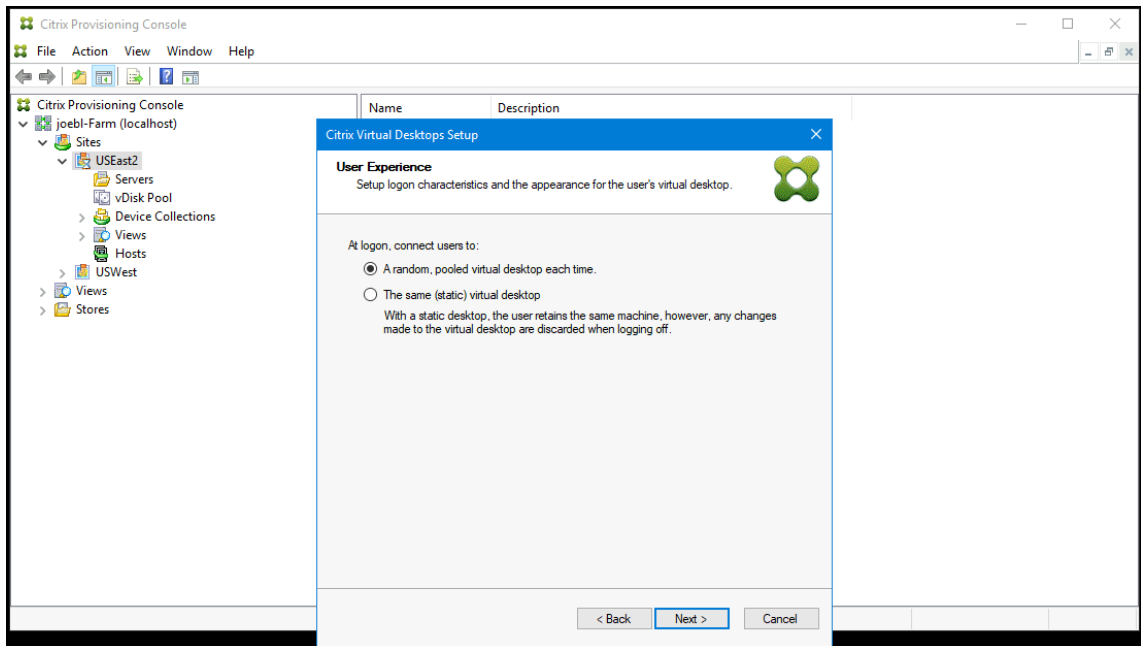 Citrix Provisioning Console
File Action View Window Help
Citrix Provisioning Console
joebl-Farm (localhost)
Sites
USEast2
Servers
vDisk Pool
Device Collections
Views
Hosts
USWest
Views
Stores
Name Description
Citrix Virtual Desktops Setup
User Experience
Setup logon characteristics and the appearance for the user's virtual desktop.
At logon, connect users to:
A random, pooled virtual desktop each time.
The same (static) virtual desktop
With a static desktop, the user retains the same machine, however, any changes
made to the virtual desktop are discarded when logging off.
< Back Next > Cancel